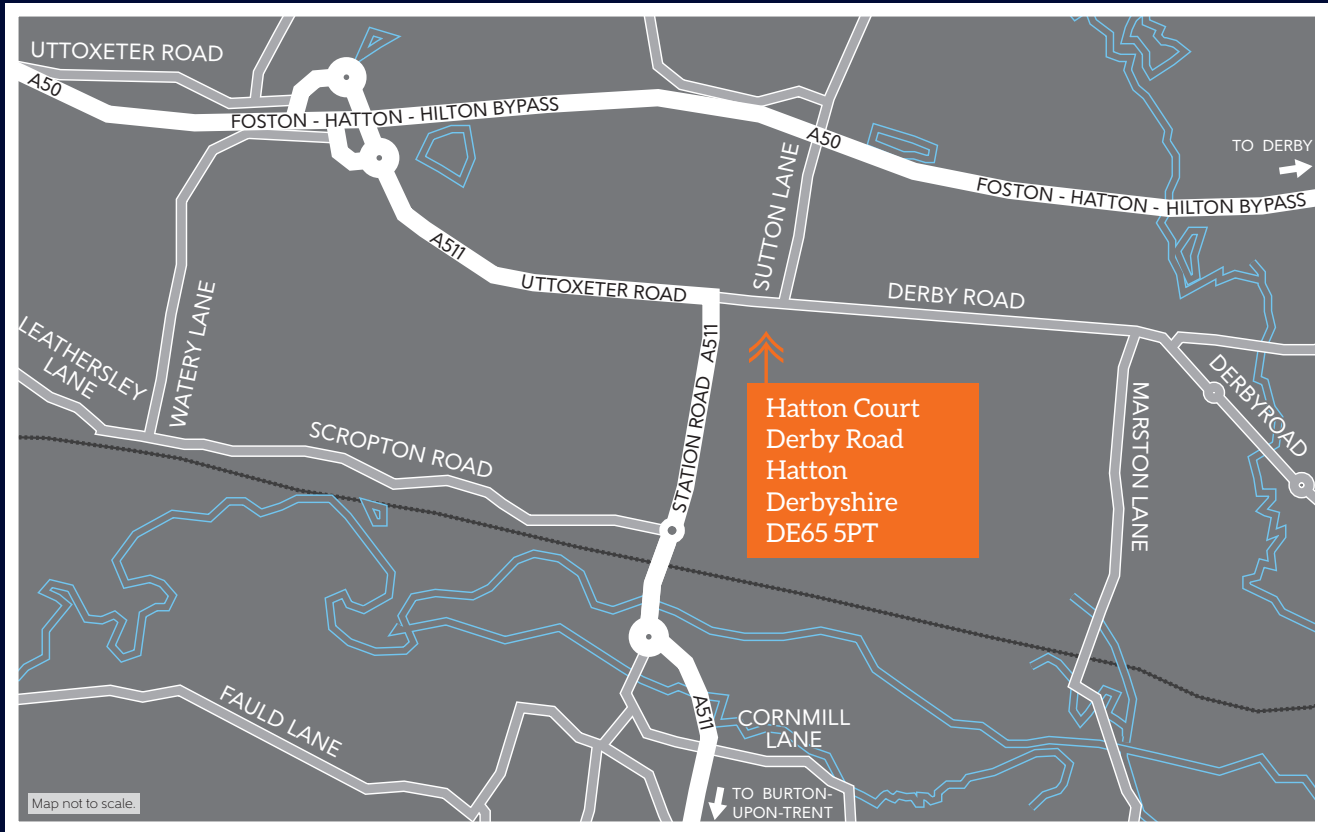 UTTOXETER ROAD
A50
FOSTON - HATTON - HILTON BYPASS
A50
TO DERBY
FOSTON - HATTON - HILTON BYPASS
SUTTON LANE
A511
UTTOXETER ROAD
DERBY ROAD
WATERY LANE
LEATHERSLEY
LANE
STATION ROAD
A511
Hatton Court
Derby Road
Hatton
Derbyshire
DE65 5PT
DERBYROAD
MARSTON LANE
SCROPTON ROAD
FAULD LANE
A511
CORNMILL
LANE
TO BURTON-
UPON-TRENT
Map not to scale.